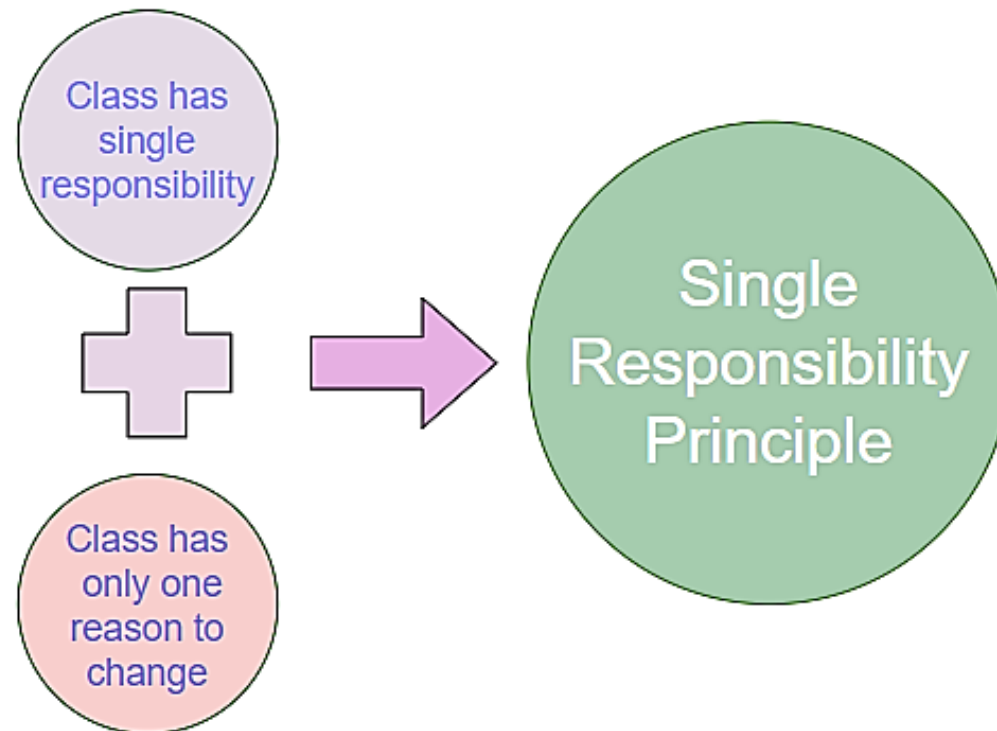 Class has
single
responsibility
Class has
only one
reason to
change
Single
Responsibility
Principle